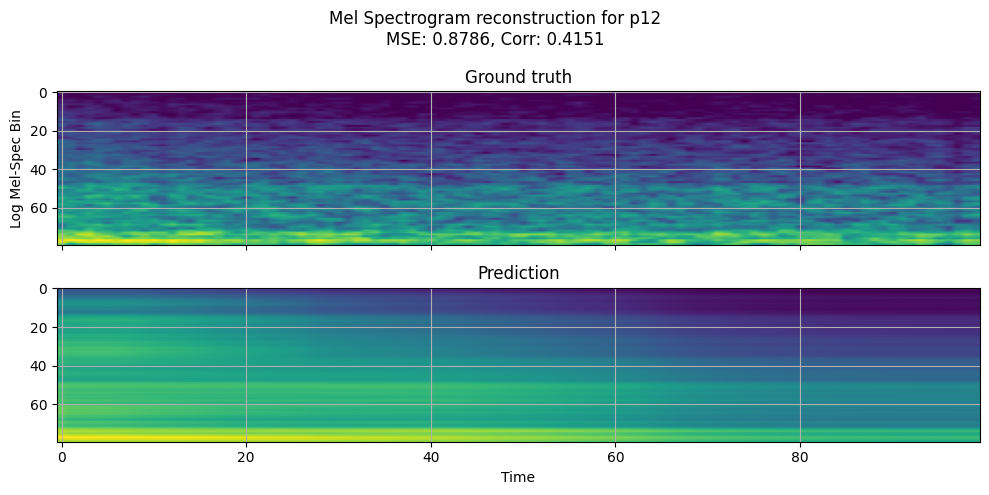 Mel Spectrogram reconstruction for p12
MSE: 0.8786, Corr: 0.4151
Ground truth
Log Mel-Spec Bin
0
20
40
60
Prediction
0
20
40
60
0 20 40 60 80
Time